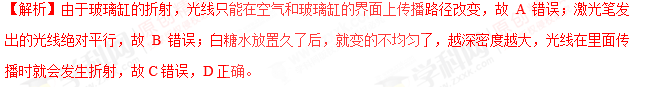 【解析】由于玻璃缸的折射，光线只能在空气和玻璃缸的界面上传播路径改变，故 A 错误；激光笔发
出的光线绝对平行，故 B 错误；白糖水放置久了后，就变的不均匀了，越深密度越大，光线在里面传
播时就会发生折射，故 C 错误，D 正确。